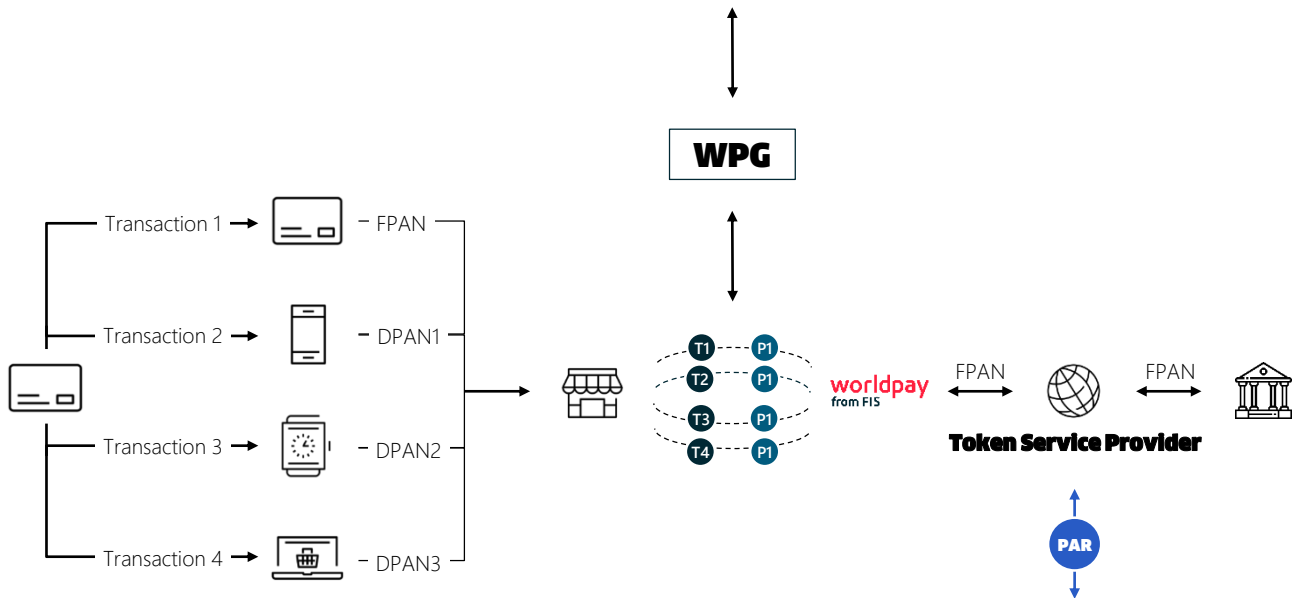 WPG
Transaction 1
FPAN
Transaction 2
DPAN1
Transaction 3
DPAN2
Transaction 4
DPAN3
T1
P1
T2
P1
T3
P1
T4
P1
worldpay
from FIS
FPAN
FPAN
Token Service Provider
PAR